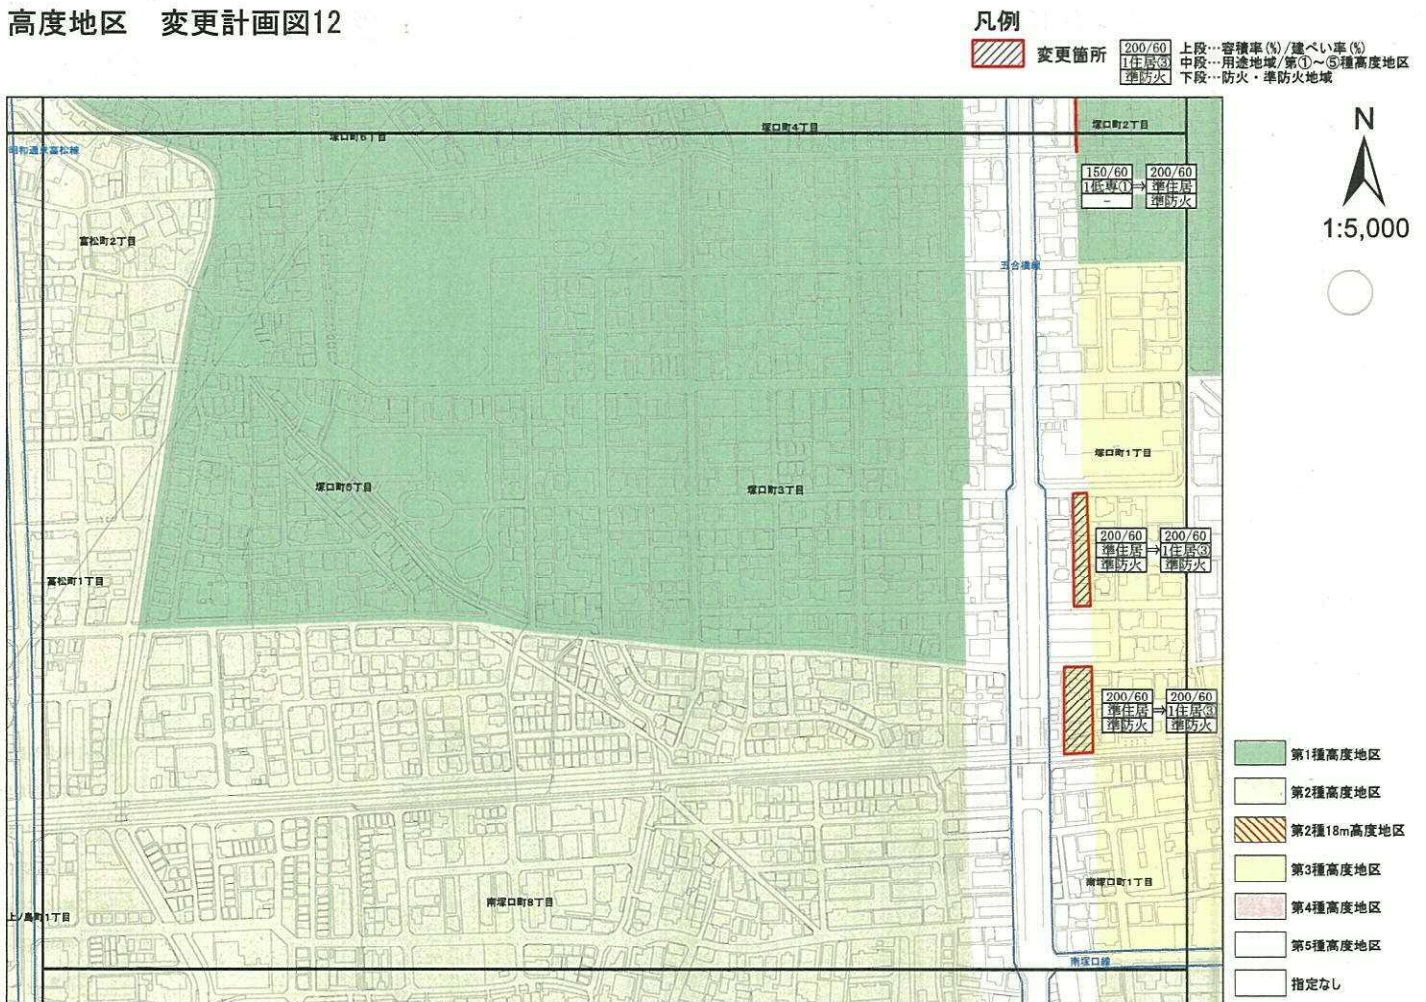 高度地区　変更計画図12
凡例
変更箇所
200/60
1住居③
準防火
上段…容積率(%)/建ぺい率(%)
中段…用途地域/第①～⑤種高度地区
下段…防火・準防火地域
N
1:5,000
塚口町6丁目
塚口町4丁目
塚口町2丁目
150/60
1低専①
-
⇒
200/60
準住居
準防火
富松町2丁目
五合橋線
塚口町1丁目
塚口町5丁目
塚口町3丁目
200/60
準住居
準防火
⇒
200/60
1住居③
準防火
富松町1丁目
200/60
準住居
準防火
⇒
200/60
1住居③
準防火
南塚口町1丁目
南塚口町8丁目
上ノ島町1丁目
南塚口線
第1種高度地区
第2種高度地区
第2種18m高度地区
第3種高度地区
第4種高度地区
第5種高度地区
指定なし